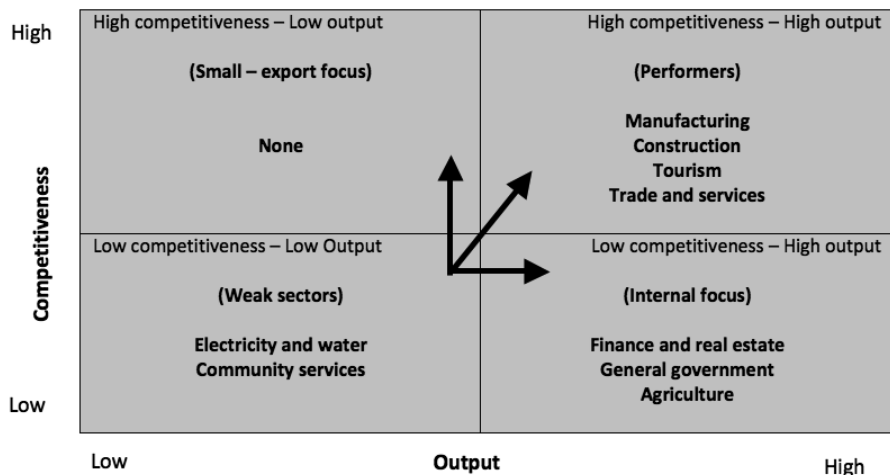 High
High competitiveness – Low output
High competitiveness – High output
(Small – export focus)
(Performers)
None
Manufacturing
Construction
Tourism
Trade and services
Competitiveness
Low competitiveness – Low Output
Low competitiveness – High output
(Weak sectors)
(Internal focus)
Electricity and water
Community services
Finance and real estate
General government
Agriculture
Low
Low
Output
High